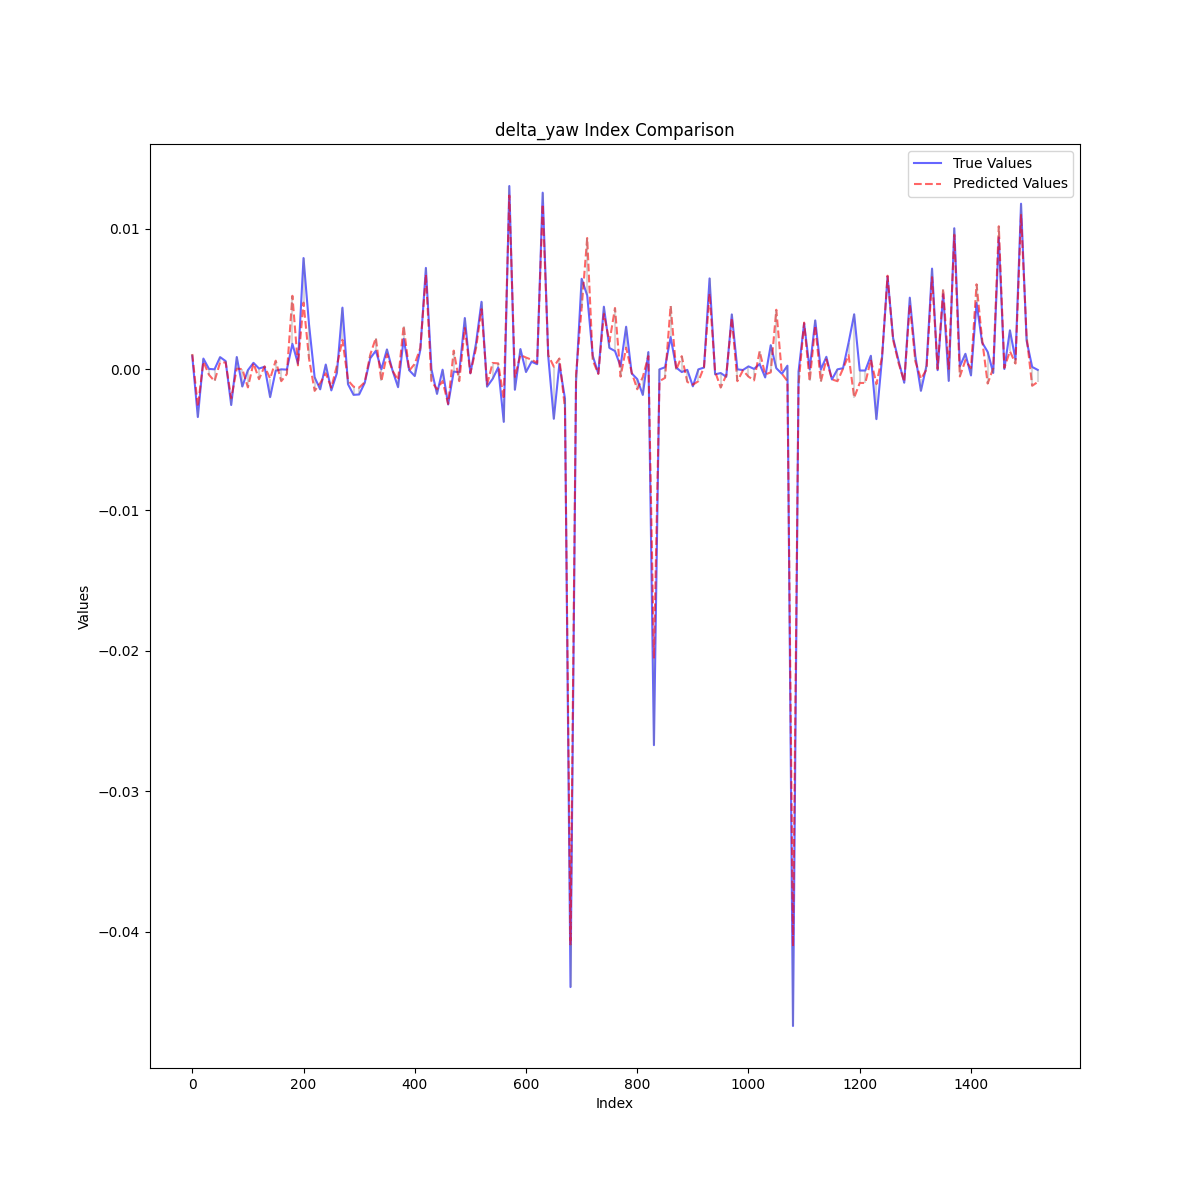 delta_yaw Index Comparison
True Values
Predicted Values
0.01
0.00
−0.01
−0.02
−0.03
−0.04
Values
0 200 400 600 800 1000 1200 1400
Index